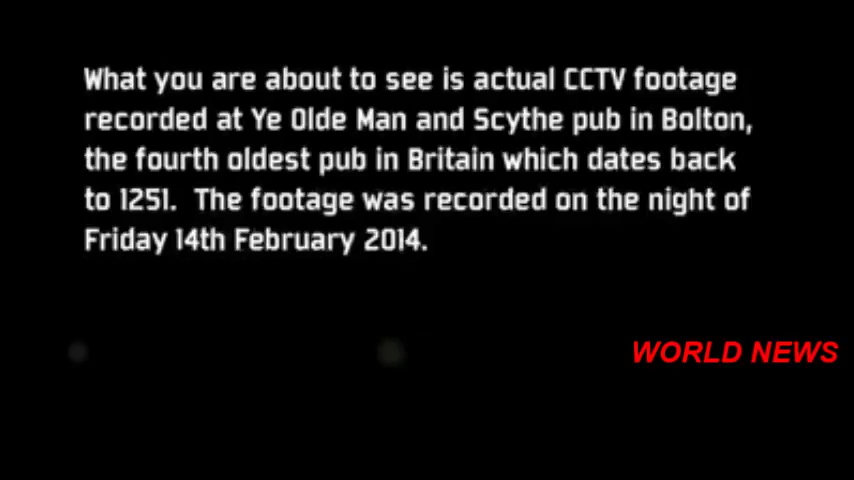 What you are about to see is actual CCTV footage
recorded at Ye Olde Man and Scythe pub in Bolton,
the fourth oldest pub in Britain which dates back
to 1251.  The footage was recorded on the night of
Friday 14th February 2014.
WORLD NEWS